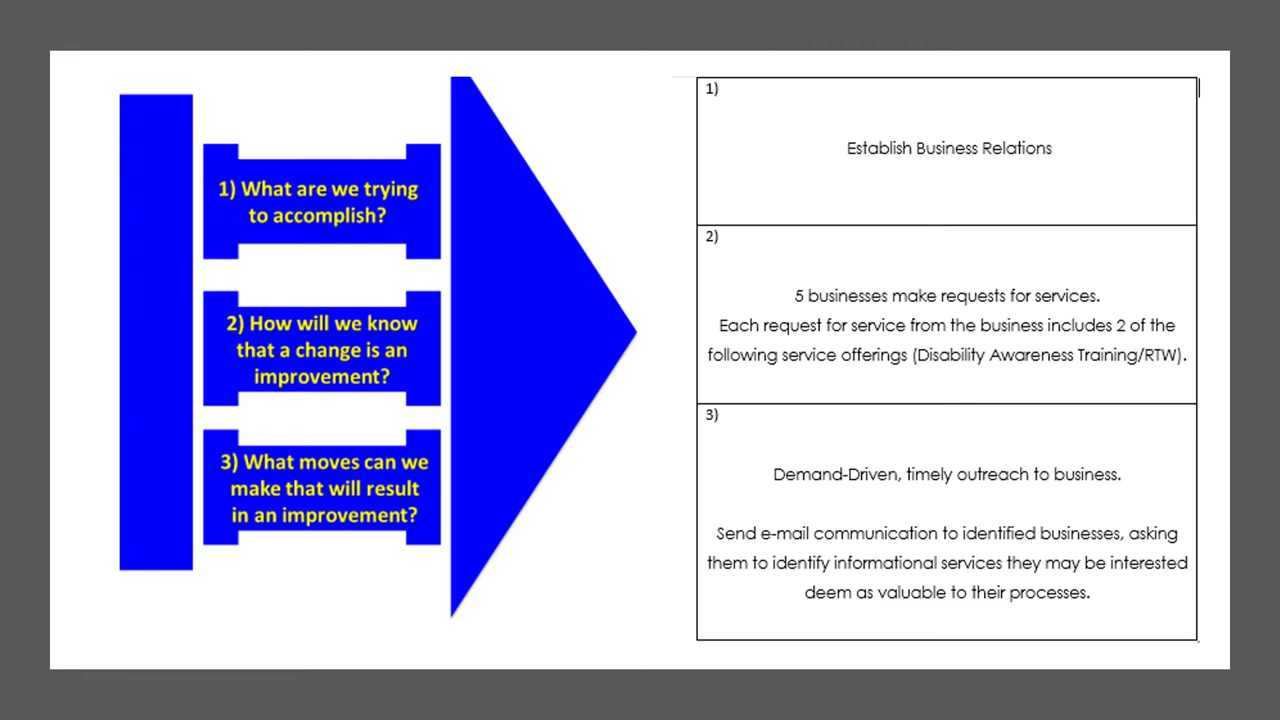 1) What are we trying
to accomplish?
2) How will we know
that a change is an
improvement?
3) What moves can we
make that will result
in an improvement?
1)
Establish Business Relations
2)
5 businesses make requests for services.
Each request for service from the business includes 2 of the
following service offerings (Disability Awareness Training/RTW).
3)
Demand-Driven, timely outreach to business.
Send e-mail communication to identified businesses, asking
them to identify informational services they may be interested
deem as valuable to their processes.